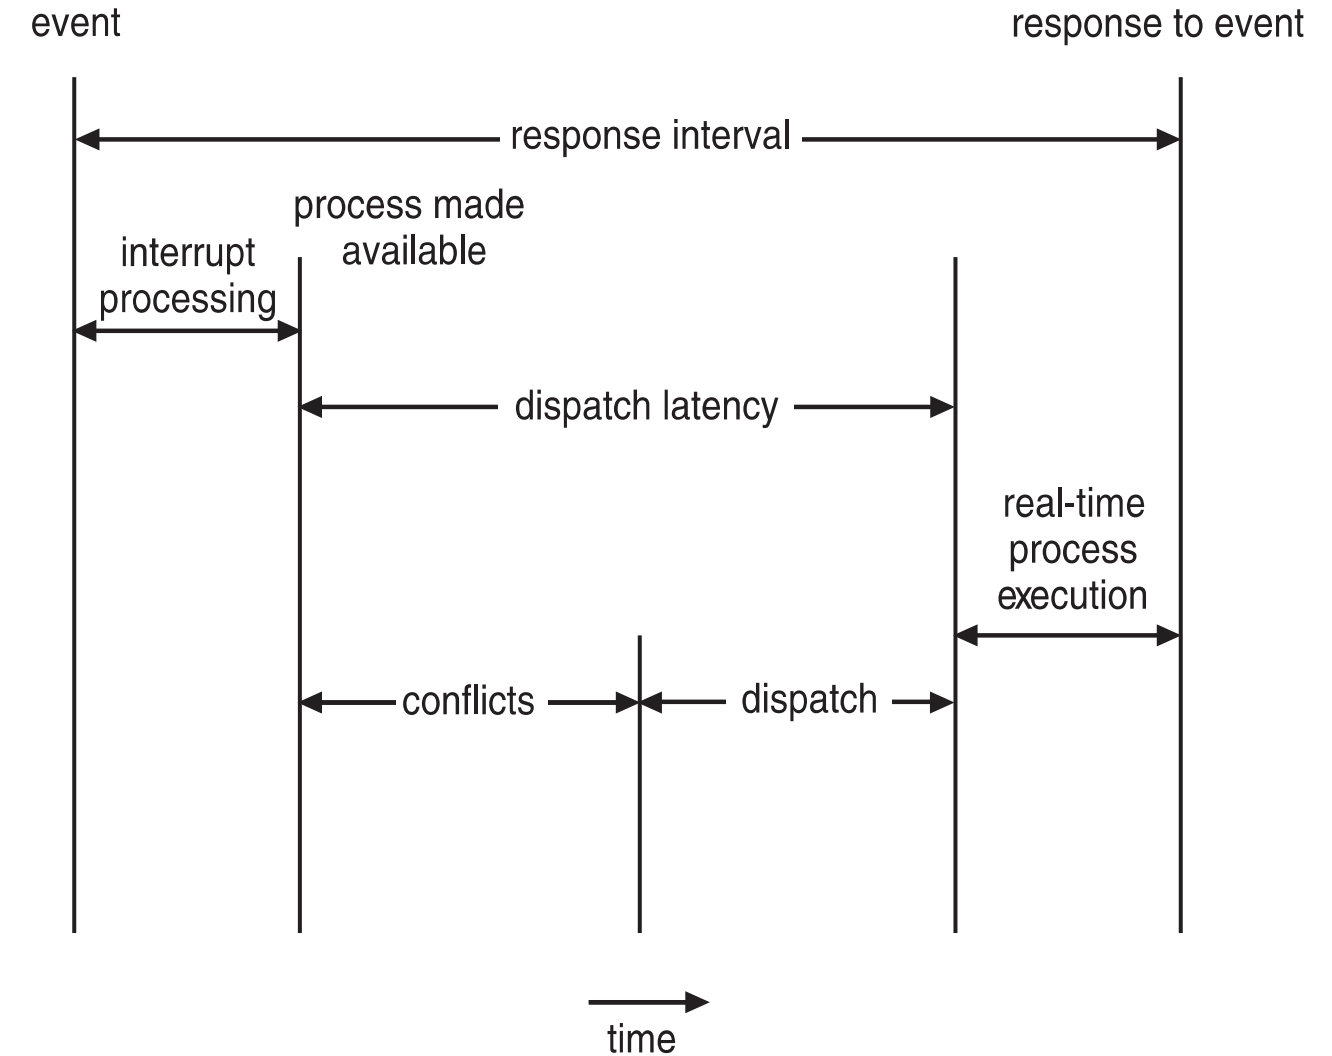 event
response to event
response interval
process made
available
interrupt
processing
dispatch latency
real-time
process
execution
conflicts
dispatch
time